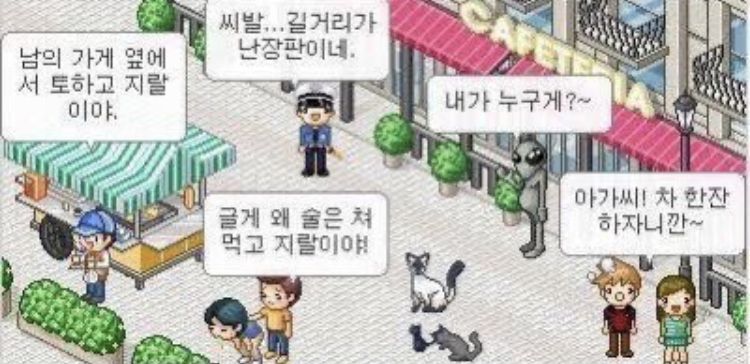 씨발...길거리가
난장판이네.
남의 가게 옆에
서 토하고 지랄
이야.
CAFETERIA
내가 누구게?~
아가씨! 차 한잔
하자니깐~
글게 왜 술은 쳐
먹고 지랄이야!